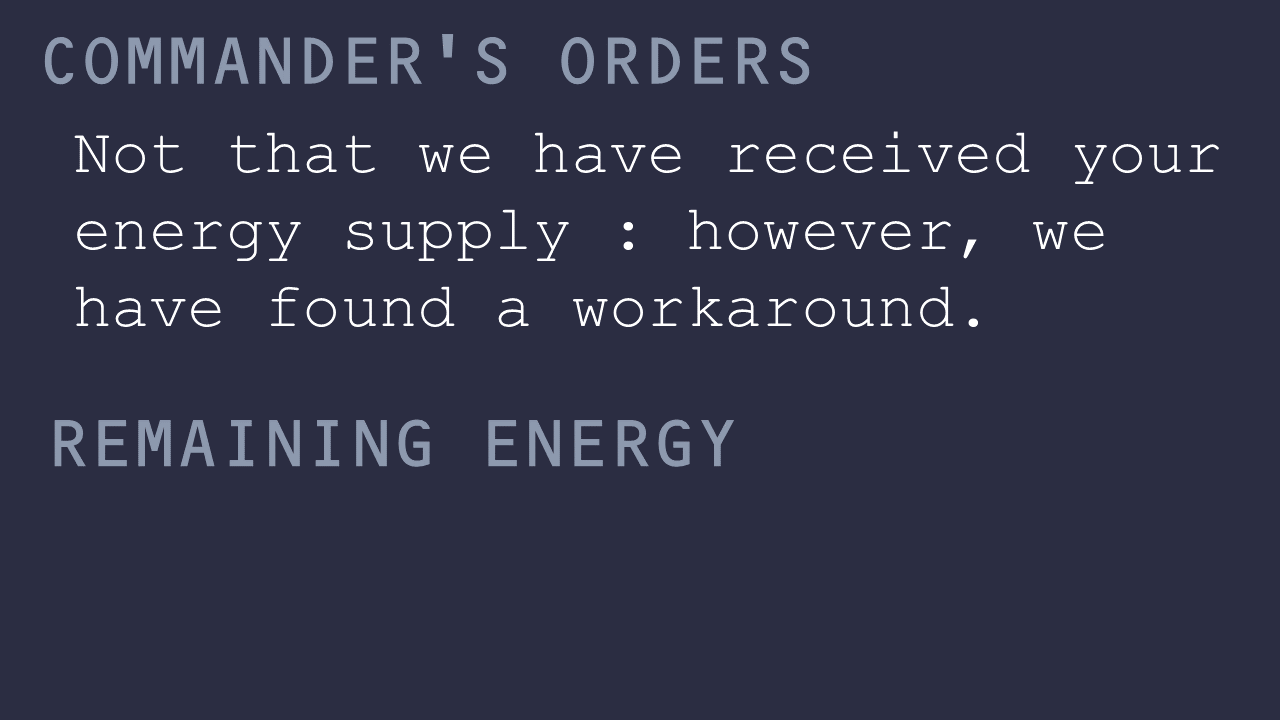 COMMANDER'S ORDERS
Not that we have received your
energy supply : however, we
have found a workaround.
REMAINING ENERGY